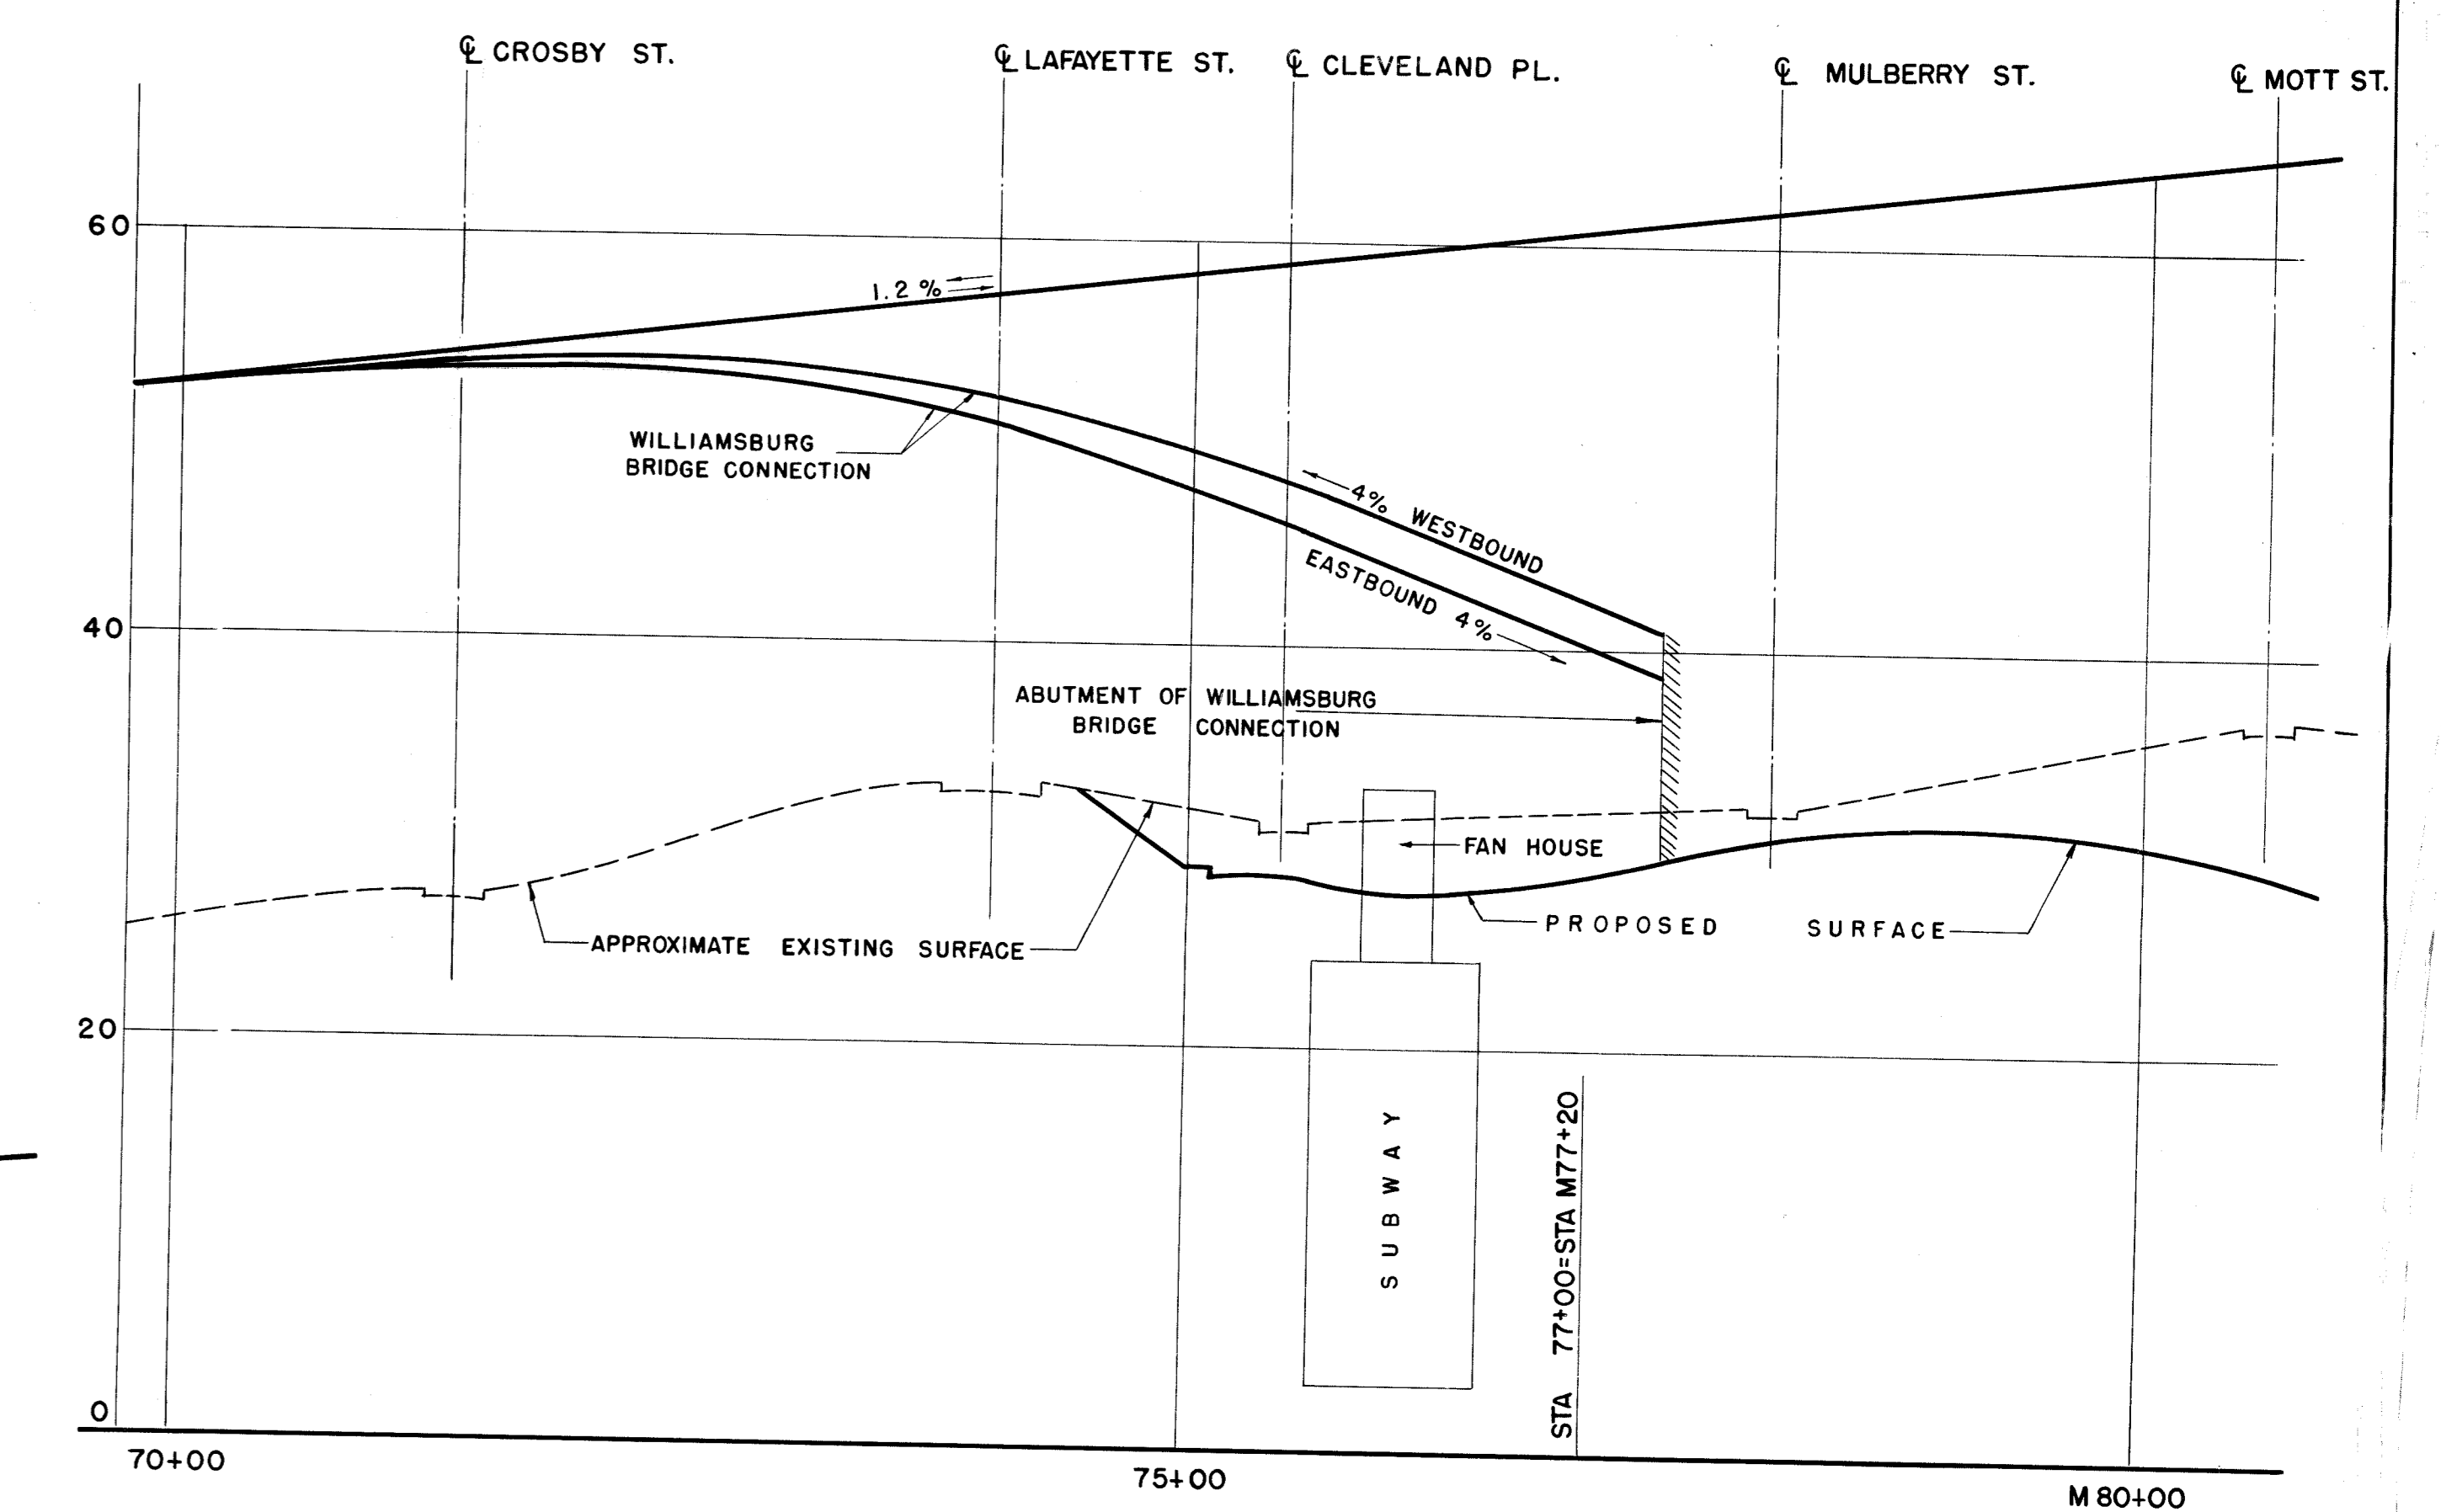 ℄ CROSBY ST.
℄ LAFAYETTE ST.
℄ CLEVELAND PL.
℄ MULBERRY ST.
℄ MOTT ST.
60
1.2 %
WILLIAMSBURG
BRIDGE CONNECTION
4% WESTBOUND
EASTBOUND 4%
40
ABUTMENT OF WILLIAMSBURG
BRIDGE CONNECTION
FAN HOUSE
PROPOSED SURFACE
APPROXIMATE EXISTING SURFACE
20
SUBWAY
STA 77+00=STA M77+20
0
70+00
75+00
M 80+00